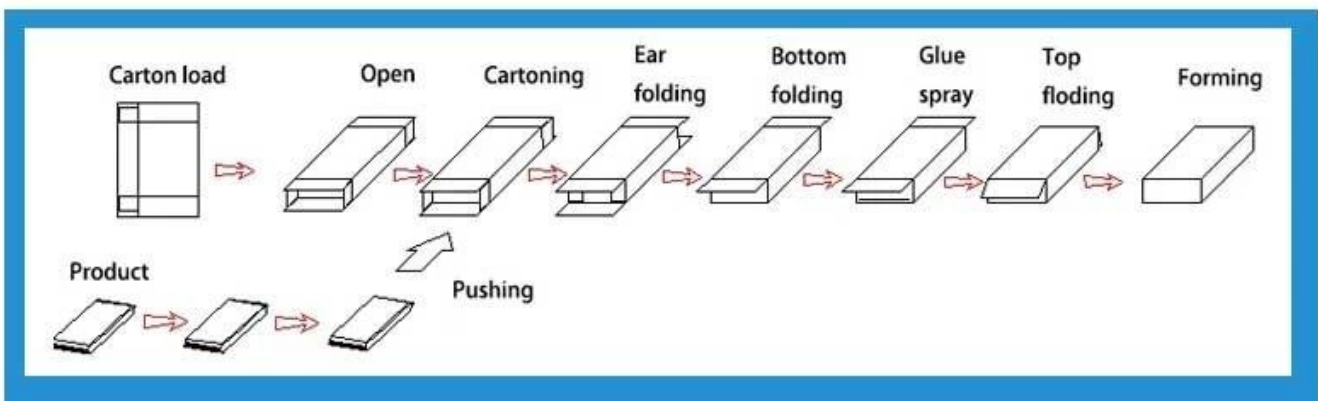 Carton load
Open
Cartoning
Ear
folding
Bottom
folding
Glue
spray
Top
floding
Forming
Product
Pushing